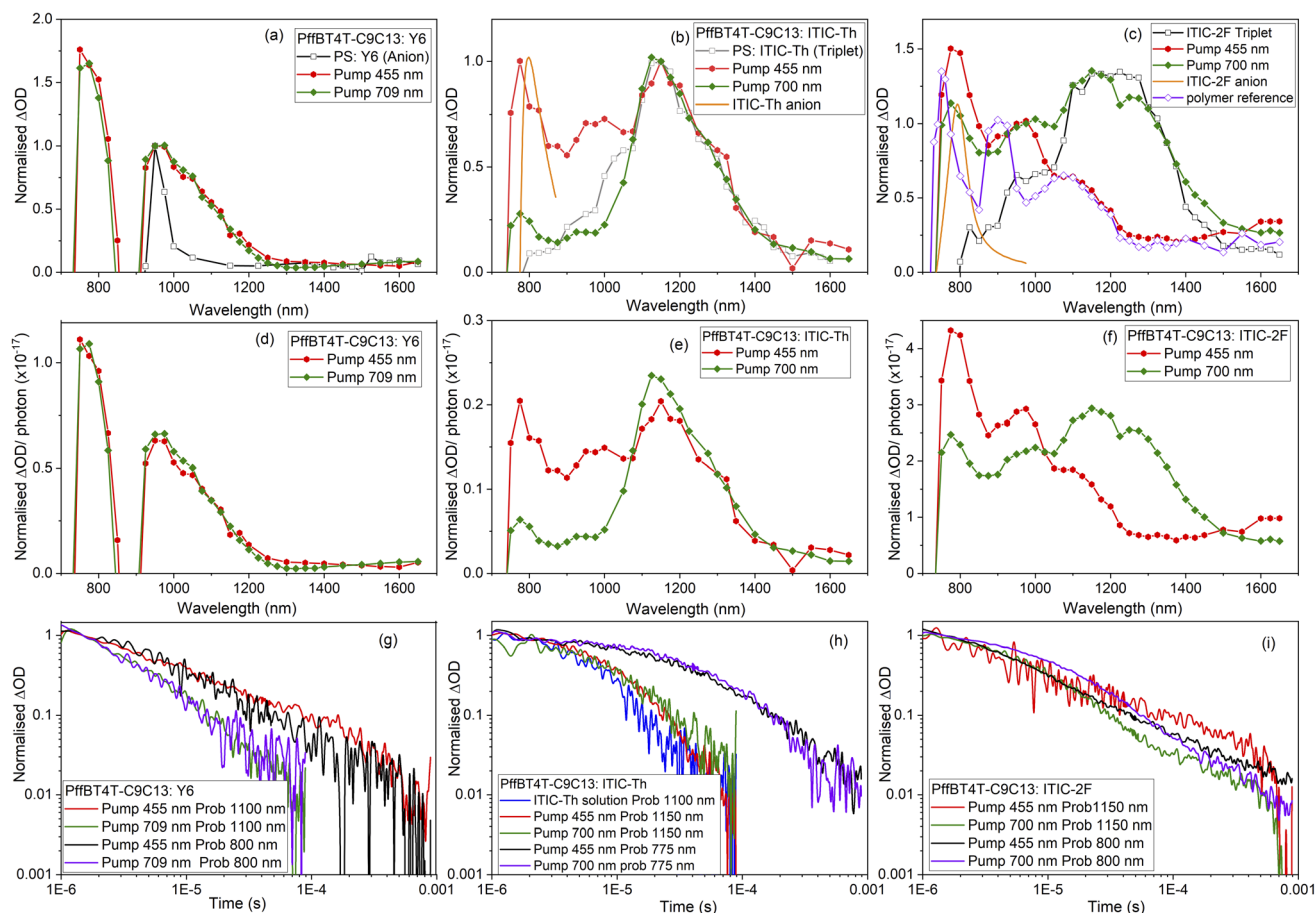 (a)
PffBT4T-C9C13: Y6
PS: Y6 (Anion)
Pump 455 nm
Pump 709 nm
Normalised ΔOD
2.0
1.5
1.0
0.5
0.0
800 1000 1200 1400 1600
Wavelength (nm)
(b)
PffBT4T-C9C13: ITIC-Th
PS: ITIC-Th (Triplet)
Pump 455 nm
Pump 700 nm
ITIC-Th anion
Normalised ΔOD
1.0
0.5
0.0
800 1000 1200 1400 1600
Wavelength (nm)
(c)
ITIC-2F Triplet
Pump 455 nm
Pump 700 nm
ITIC-2F anion
polymer reference
Normalised ΔOD
1.5
1.0
0.5
0.0
800 1000 1200 1400 1600
Wavelength (nm)
(d)
PffBT4T-C9C13: Y6
Pump 455 nm
Pump 709 nm
Normalised ΔOD/ photon (x10-17)
1.0
0.5
0.0
800 1000 1200 1400 1600
Wavelength (nm)
(e)
PffBT4T-C9C13: ITIC-Th
Pump 455 nm
Pump 700 nm
Normalised ΔOD/ photon (x10-17)
0.3
0.2
0.1
0.0
800 1000 1200 1400 1600
Wavelength (nm)
(f)
PffBT4T-C9C13: ITIC-2F
Pump 455 nm
Pump 700 nm
Normalised ΔOD/ photon (x10-17)
4
3
2
1
0
800 1000 1200 1400 1600
Wavelength (nm)
(g)
Normalised ΔOD
1
0.1
0.01
0.001
PffBT4T-C9C13: Y6
Pump 455 nm Prob 1100 nm
Pump 709 nm Prob 1100 nm
Pump 455 nm Prob 800 nm
Pump 709 nm Prob 800 nm
1E-6 1E-5 1E-4 0.001
Time (s)
(h)
Normalised ΔOD
1
0.1
0.01
0.001
PffBT4T-C9C13: ITIC-Th
ITIC-Th solution Prob 1100 nm
Pump 455 nm Prob 1150 nm
Pump 700 nm Prob 1150 nm
Pump 455 nm prob 775 nm
Pump 700 nm prob 775 nm
1E-6 1E-5 1E-4 0.001
Time (s)
(i)
Normalised ΔOD
1
0.1
0.01
0.001
PffBT4T-C9C13: ITIC-2F
Pump 455 nm Prob1150 nm
Pump 700 nm Prob 1150 nm
Pump 455 nm Prob 800 nm
Pump 700 nm Prob 800 nm
1E-6 1E-5 1E-4 0.001
Time (s)